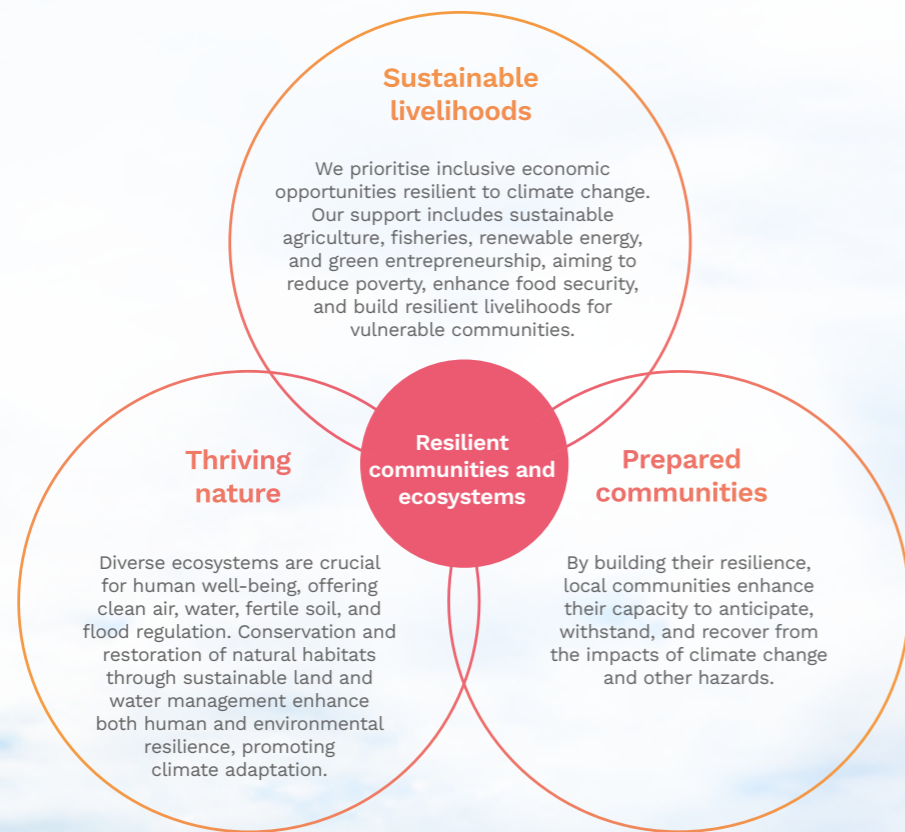 Sustainable
livelihoods
We prioritise inclusive economic
opportunities resilient to climate change.
Our support includes sustainable
agriculture, fisheries, renewable energy,
and green entrepreneurship, aiming to
reduce poverty, enhance food security,
and build resilient livelihoods for
vulnerable communities.
Resilient
communities and
ecosystems
Thriving
nature
Diverse ecosystems are crucial
for human well-being, offering
clean air, water, fertile soil, and
flood regulation. Conservation and
restoration of natural habitats
through sustainable land and
water management enhance
both human and environmental
resilience, promoting
climate adaptation.
Prepared
communities
By building their resilience,
local communities enhance
their capacity to anticipate,
withstand, and recover from
the impacts of climate change
and other hazards.